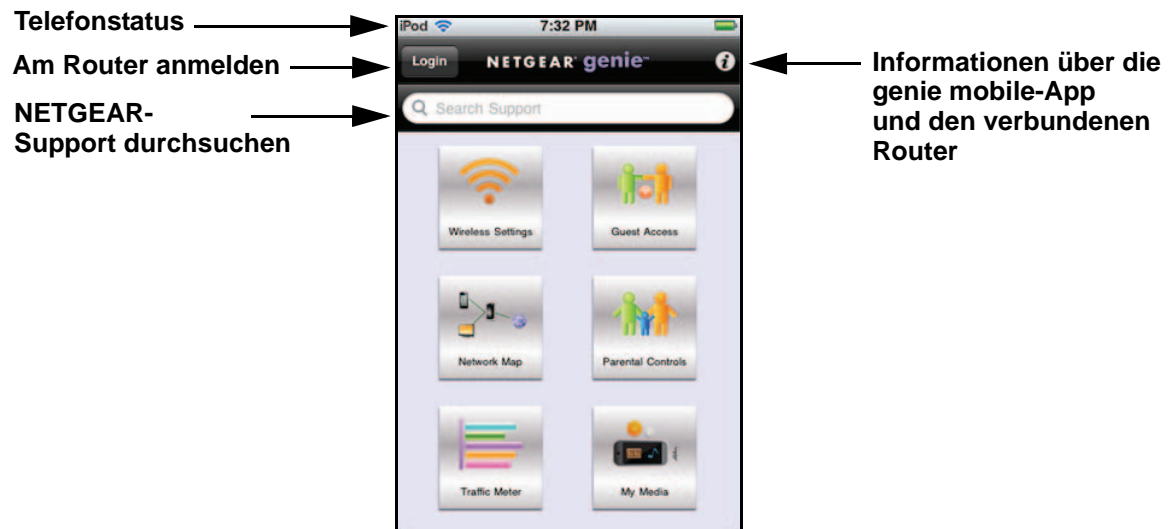 Telefonstatus
Am Router anmelden
NETGEAR-
Support durchsuchen
iPod 7:32 PM
Login NETGEAR® genie™ i
Search Support
Wireless Settings Guest Access
Network Map Parental Controls
Traffic Meter My Media
Informationen über die
genie mobile-App
und den verbundenen
Router